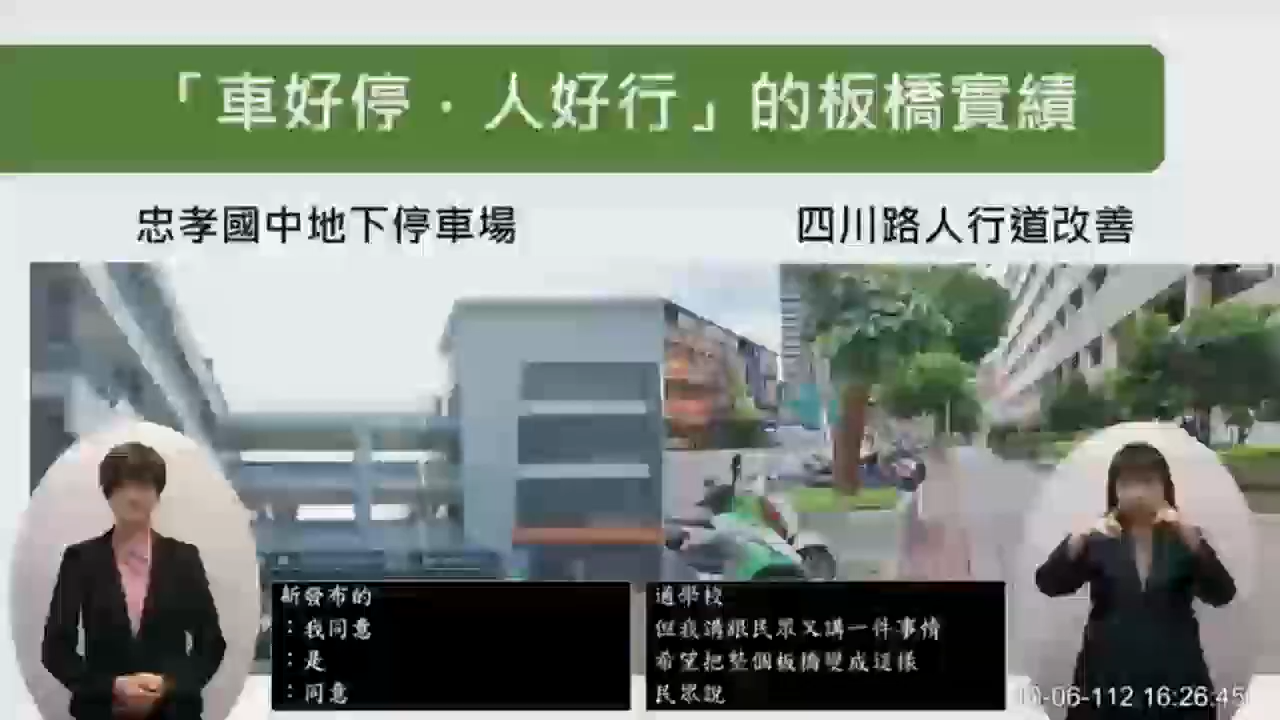 「車好停．人好行」的板橋實績
忠孝國中地下停車場
四川路人行道改善
新發布的
：我同意
：是
：同意
通學校
但我講跟民眾又講一件事情
希望把整個板橋變成這樣
民眾說
-06-112 16:26:45